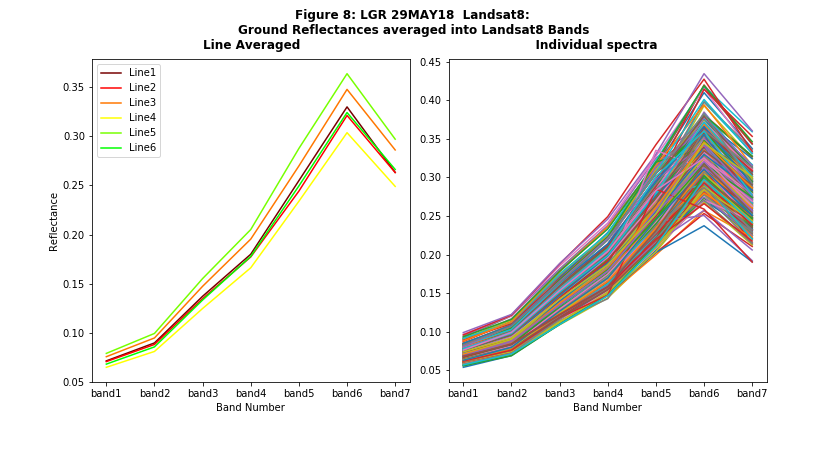 Figure 8: LGR 29MAY18 Landsat8:
Ground Reflectances averaged into Landsat8 Bands
Line Averaged
Individual spectra
Reflectance
0.35
0.30
0.25
0.20
0.15
0.10
0.05
Line1
Line2
Line3
Line4
Line5
Line6
band1 band2 band3 band4 band5 band6 band7
Band Number
0.45
0.40
0.35
0.30
0.25
0.20
0.15
0.10
0.05
band1 band2 band3 band4 band5 band6 band7
Band Number